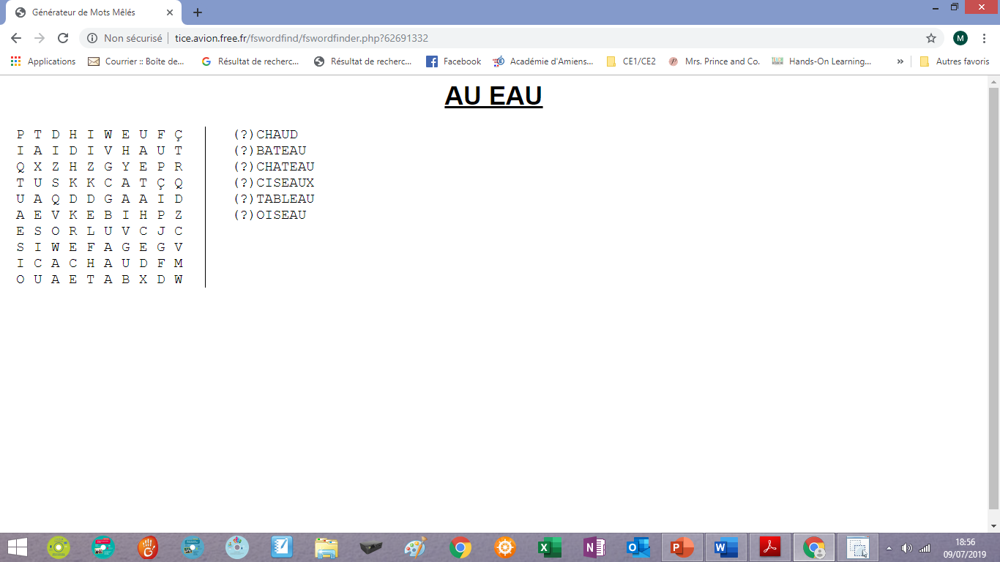 Générateur de Mots Mêlés
Non sécurisé | tice.avion.free.fr/fswordfind/fswordfinder.php?62691332
M
Applications Courrier :: Boîte de... Résultat de recherc... Résultat de recherc... Facebook Académie d'Amiens... CE1/CE2 Mrs. Prince and Co. Hands-On Learning... » Autres favoris
AU EAU
P T D H I W E U F Ç (?)CHAUD
I A I D I V H A U T (?)BATEAU
Q X Z H Z G Y E P R (?)CHATEAU
T U S K K C A T Ç Q (?)CISEAUX
U A Q D D G A A I D (?)TABLEAU
A E V K E B I H P Z (?)OISEAU
E S O R L U V C J C
S I W E F A G E G V
I C A C H A U D F M
O U A E T A B X D W
18:56
09/07/2019